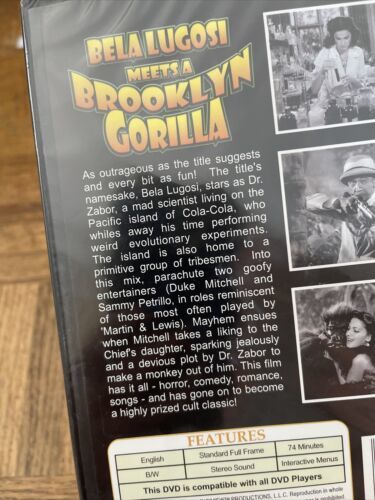 BELA LUGOSI
MEETS A
BROOKLYN
GORILLA
As outrageous as the title suggests
and every bit as fun! The title's
namesake, Bela Lugosi, stars as Dr.
Zabor, a mad scientist living on the
Pacific island of Cola-Cola, who
whiles away his time performing
weird evolutionary experiments.
The island is also home to a
primitive group of tribesmen. Into
this mix, parachute two goofy
entertainers (Duke Mitchell and
Sammy Petrillo, in roles reminiscent
of those most often played by
'Martin & Lewis). Mayhem ensues
when Mitchell takes a liking to the
Chief's daughter, sparking jealously
and a devious plot by Dr. Zabor to
make a monkey out of him. This film
has it all - horror, comedy, romance,
songs - and has gone on to become
a highly prized cult classic!
FEATURES
English Standard Full Frame 74 Minutes
B/W Stereo Sound Interactive Menus
This DVD is compatible with all DVD Players
PRODUCTIONS, L.L.C. Reproduction in